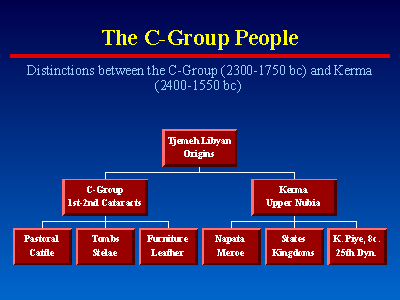 The C-Group People
Distinctions between the C-Group (2300-1750 bc) and Kerma
(2400-1550 bc)
Tjemeh Libyan
Origins
C-Group
1st-2nd Cataracts
Kerma
Upper Nubia
Pastoral
Cattle
Tombs
Stelae
Furniture
Leather
Napata
Meroe
States
Kingdoms
K. Piye, 8c.
25th Dyn.